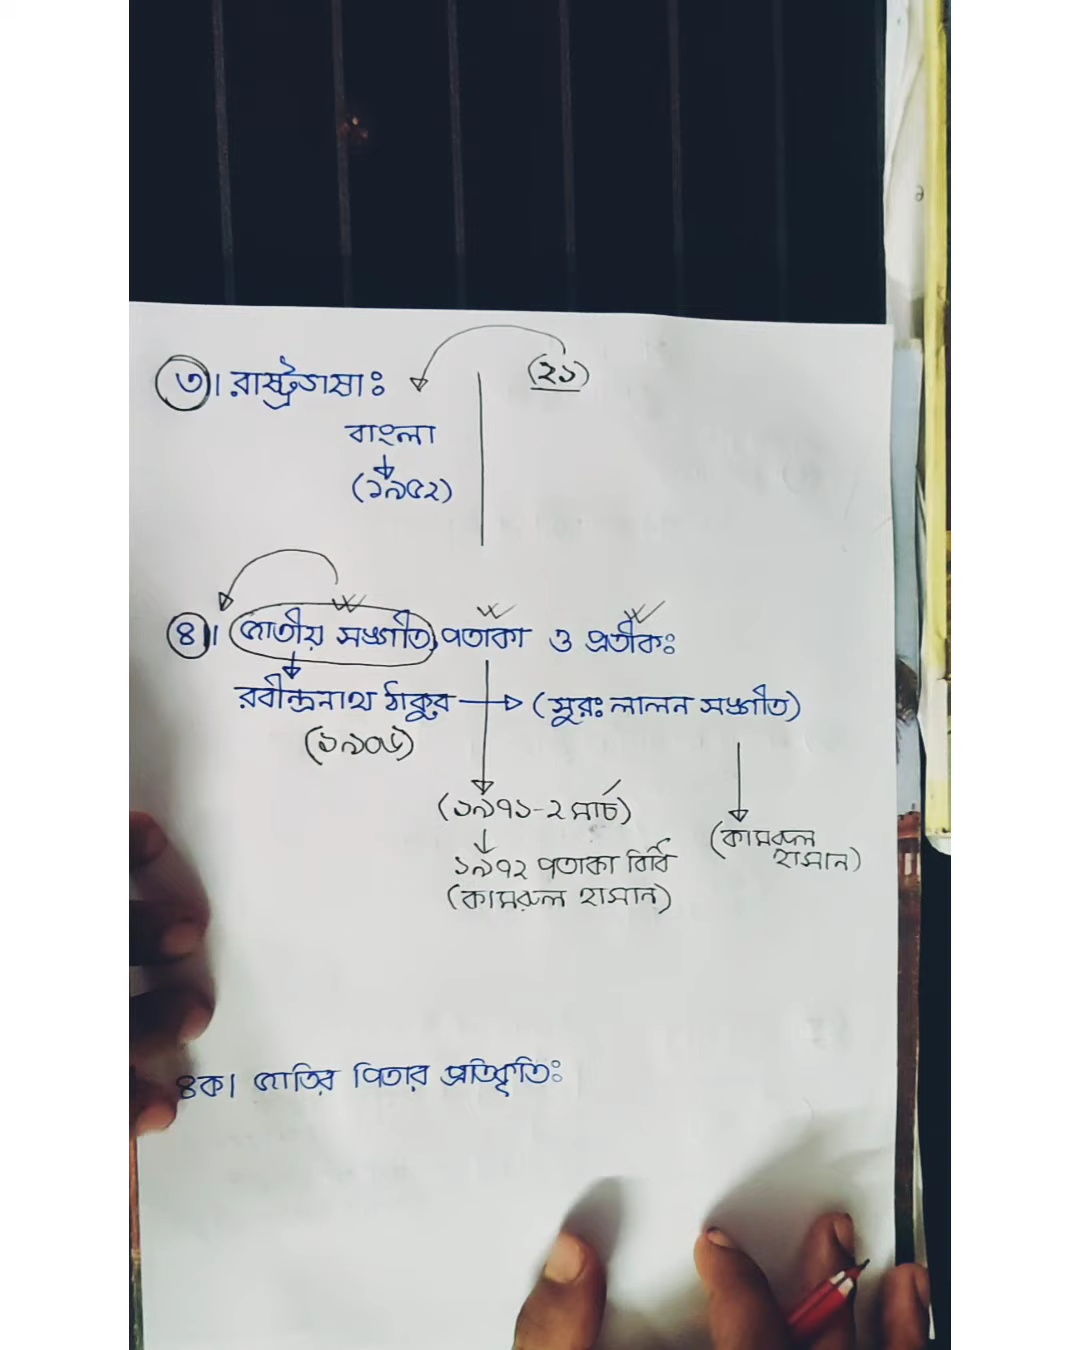 ৩। রাষ্ট্রভাষাঃ (২১)
বাংলা
(১৯৫২)
৪। জাতীয় সঙ্গীত, পতাকা ও প্রতীকঃ
রবীন্দ্রনাথ ঠাকুর (সুরঃ লালন সঙ্গীত)
(১৯০৬)
(১৯৭১-২ মার্চ)
১৯৭২ পতাকা বিধি
(কামরুল হাসান)
(কামরুল
হাসান)
৪ক। জাতির পিতার প্রতিকৃতিঃ